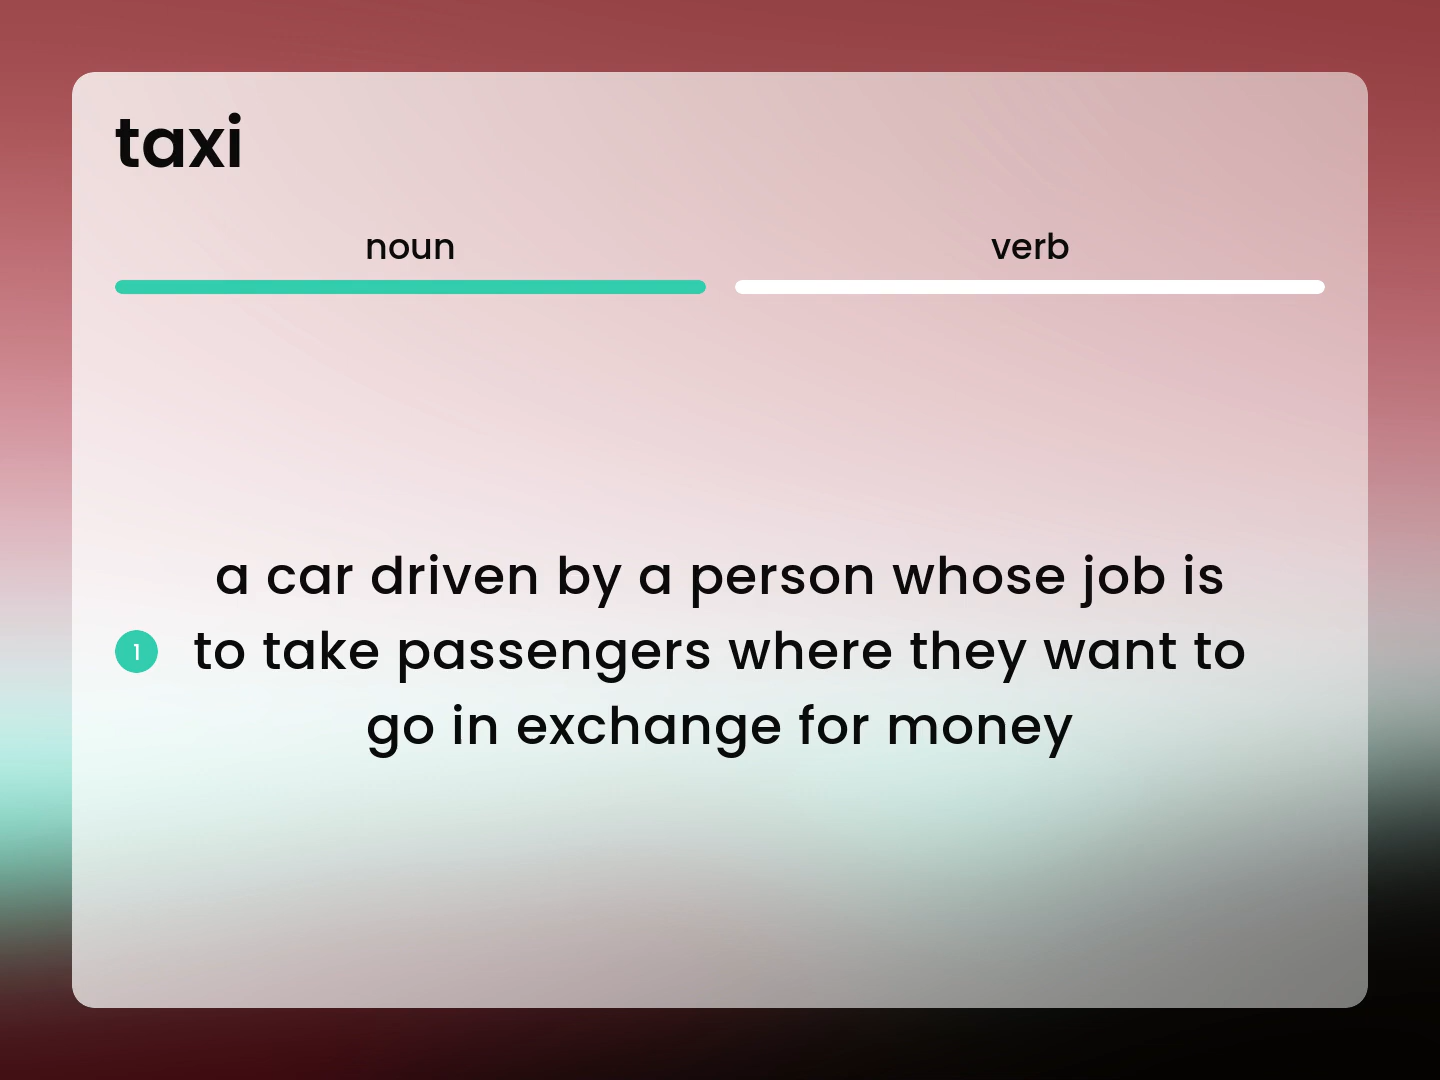 taxi
noun
verb
a car driven by a person whose job is
1
to take passengers where they want to
go in exchange for money